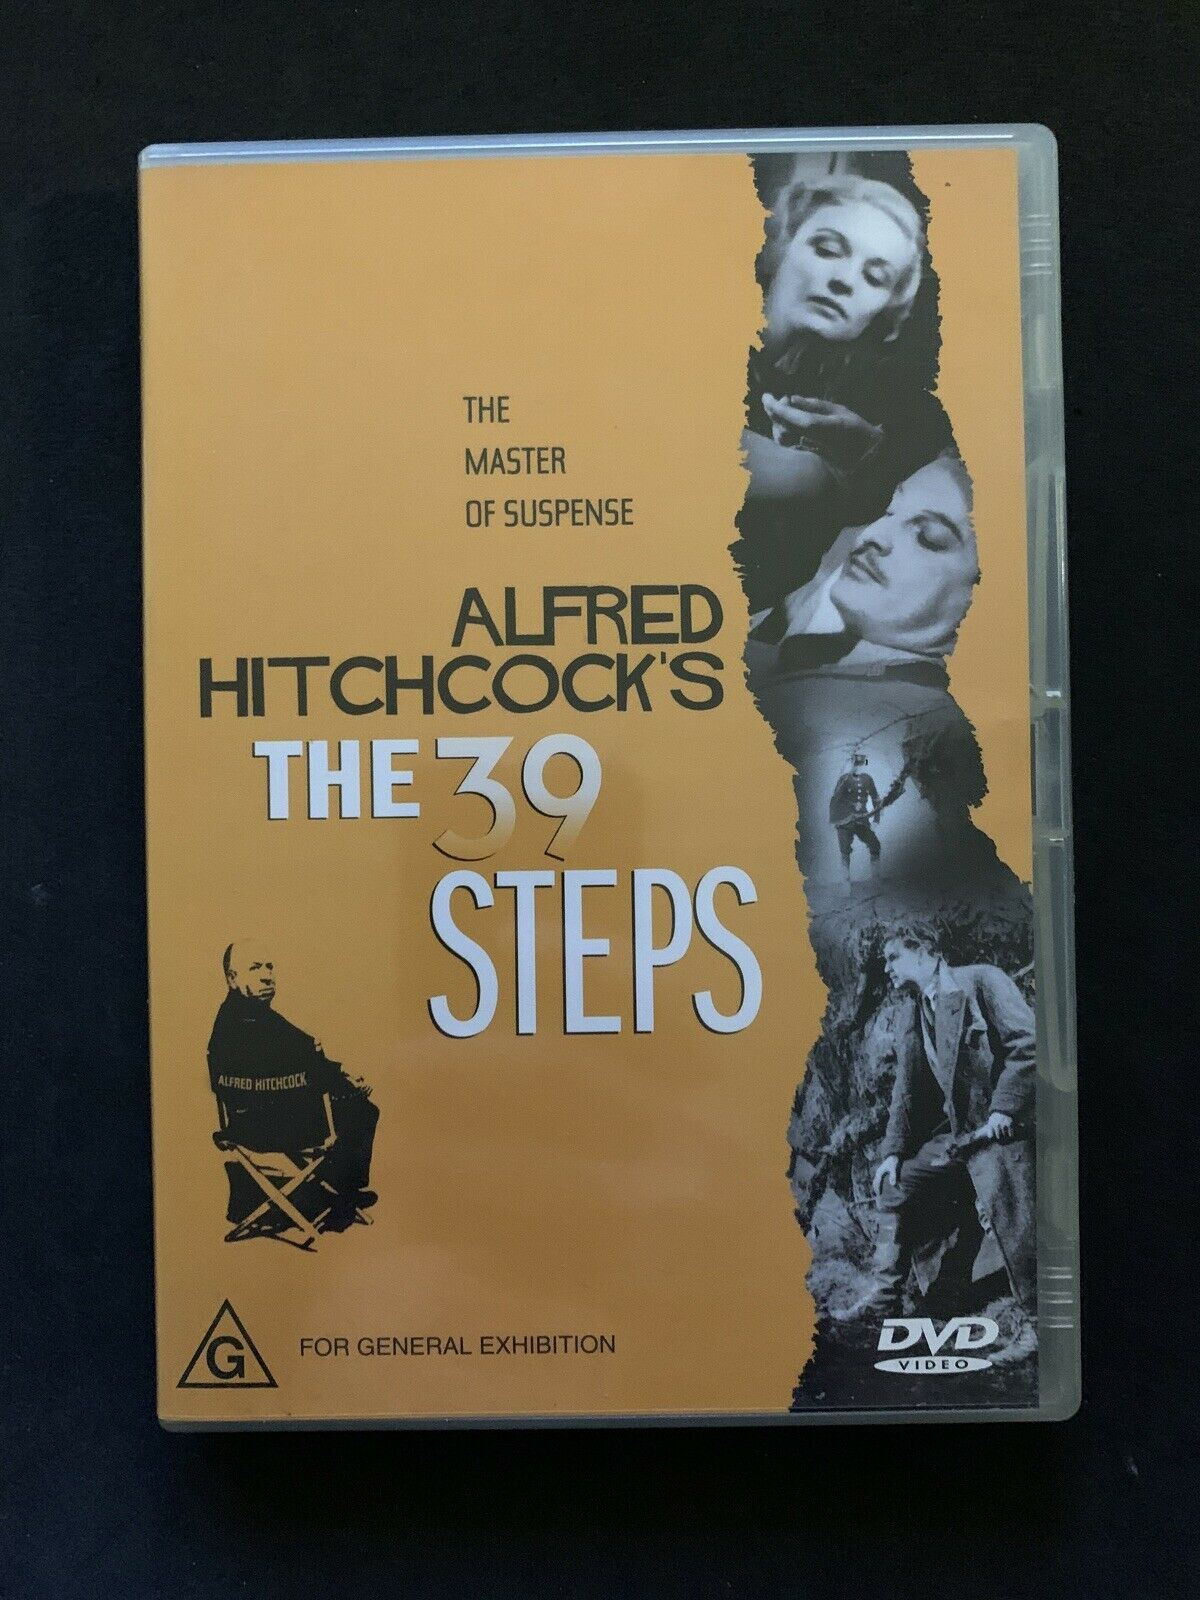 THE
MASTER
OF SUSPENSE
ALFRED
HITCHCOCK'S
THE 39
STEPS
ALFRED HITCHCOCK
G
FOR GENERAL EXHIBITION
DVD
VIDEO